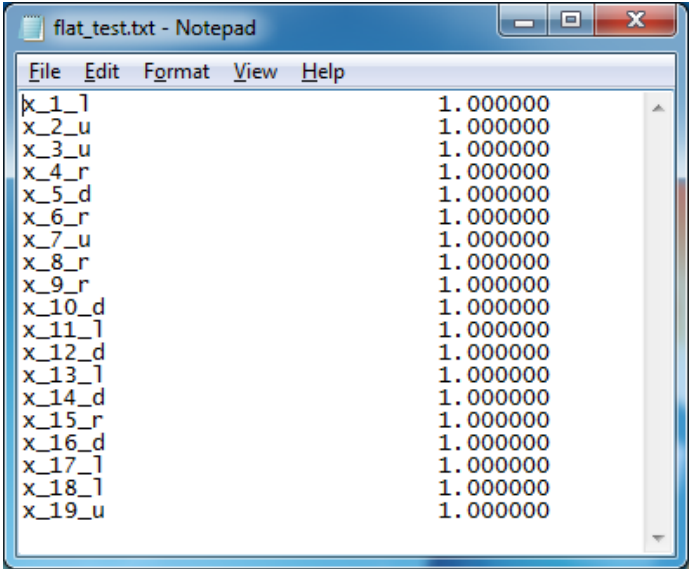 flat_test.txt - Notepad
File Edit Format View Help
x_1_l 1.000000
x_2_u 1.000000
x_3_u 1.000000
x_4_r 1.000000
x_5_d 1.000000
x_6_r 1.000000
x_7_u 1.000000
x_8_r 1.000000
x_9_r 1.000000
x_10_d 1.000000
x_11_l 1.000000
x_12_d 1.000000
x_13_l 1.000000
x_14_d 1.000000
x_15_r 1.000000
x_16_d 1.000000
x_17_l 1.000000
x_18_l 1.000000
x_19_u 1.000000